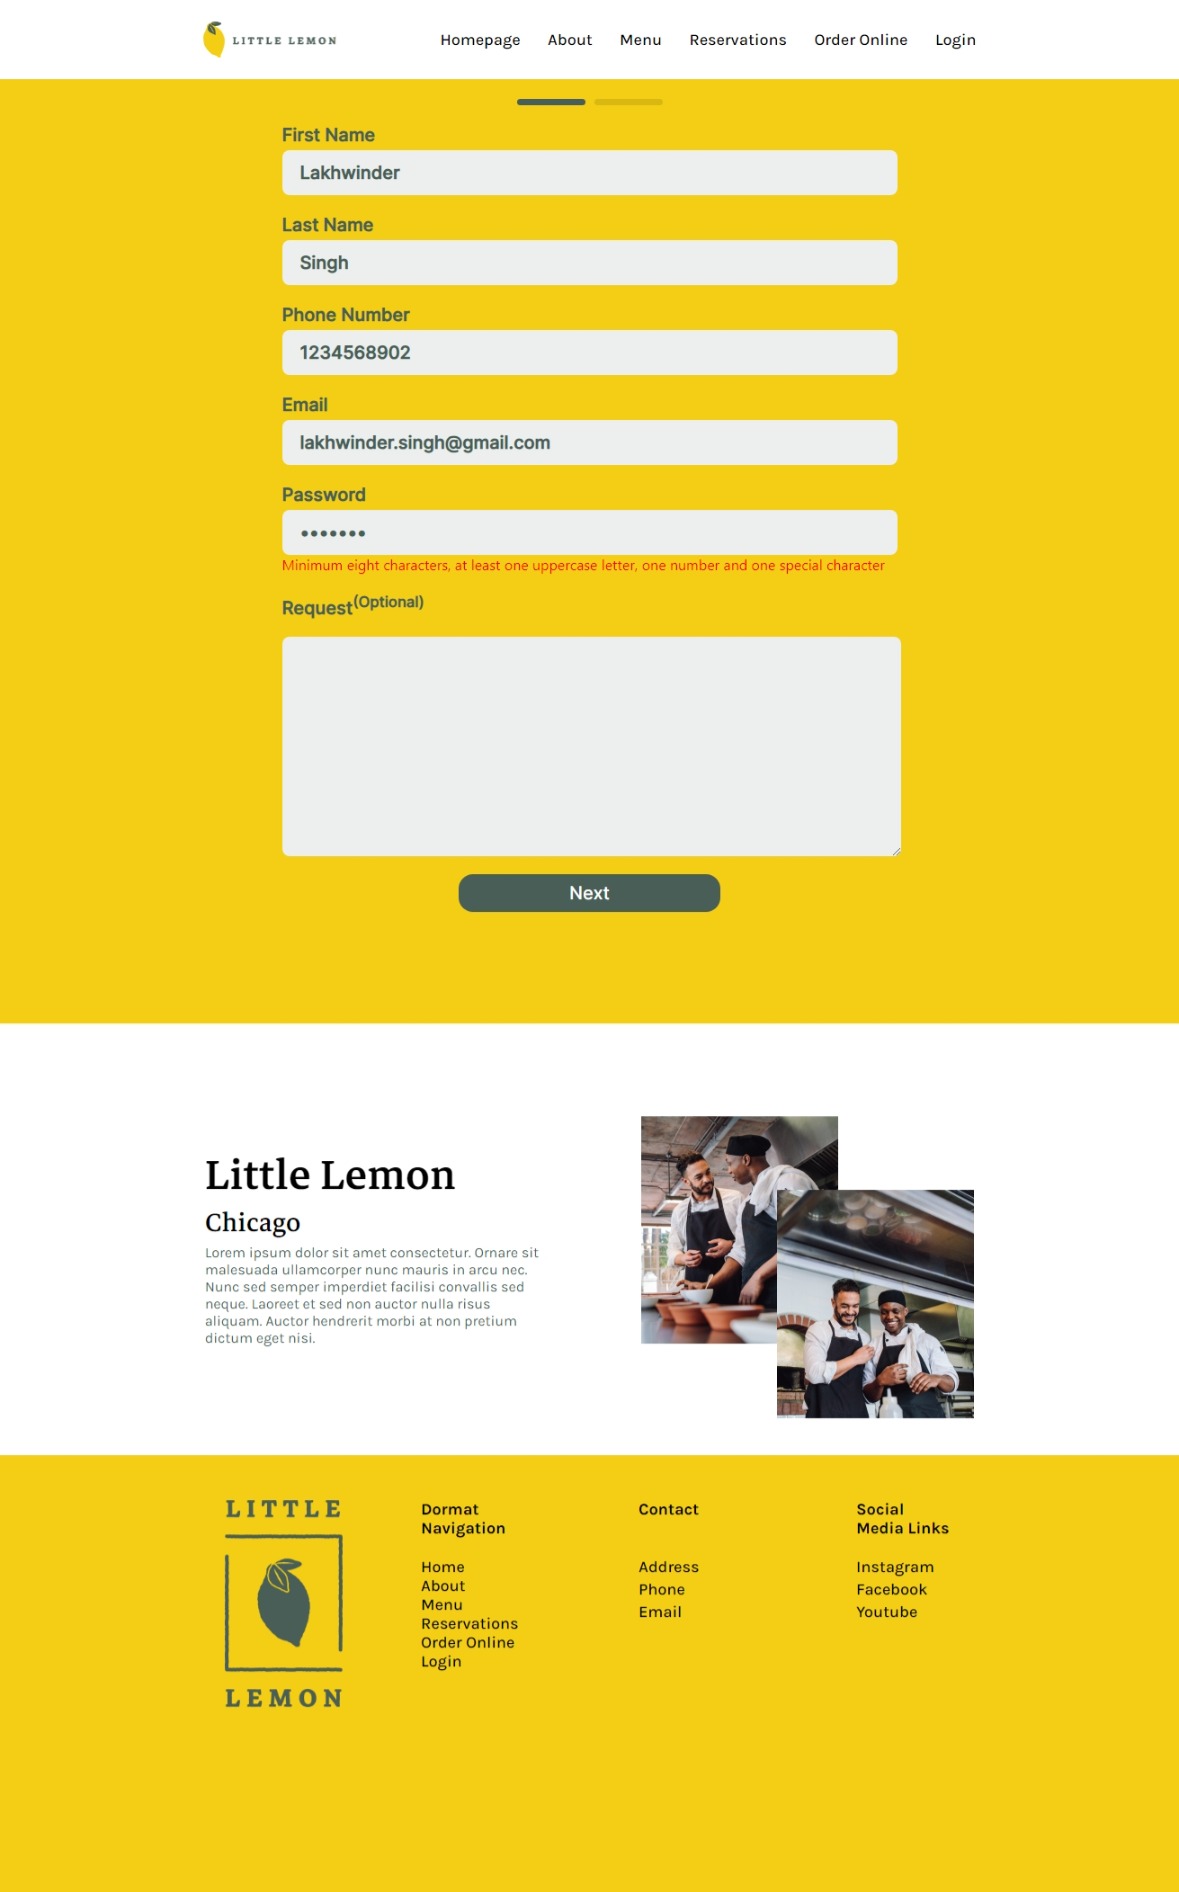 LITTLE LEMON
Homepage About Menu Reservations Order Online Login
First Name
Lakhwinder
Last Name
Singh
Phone Number
1234568902
Email
lakhwinder.singh@gmail.com
Password
•••••••
Minimum eight characters, at least one uppercase letter, one number and one special character
Request(Optional)
Next
Little Lemon
Chicago
Lorem ipsum dolor sit amet consectetur. Ornare sit
malesuada ullamcorper nunc mauris in arcu nec.
Nunc sed semper imperdiet facilisi convallis sed
neque. Laoreet et sed non auctor nulla risus
aliquam. Auctor hendrerit morbi at non pretium
dictum eget nisi.
LITTLE
LEMON
Dormat
Navigation
Home
About
Menu
Reservations
Order Online
Login
Contact
Address
Phone
Email
Social
Media Links
Instagram
Facebook
Youtube